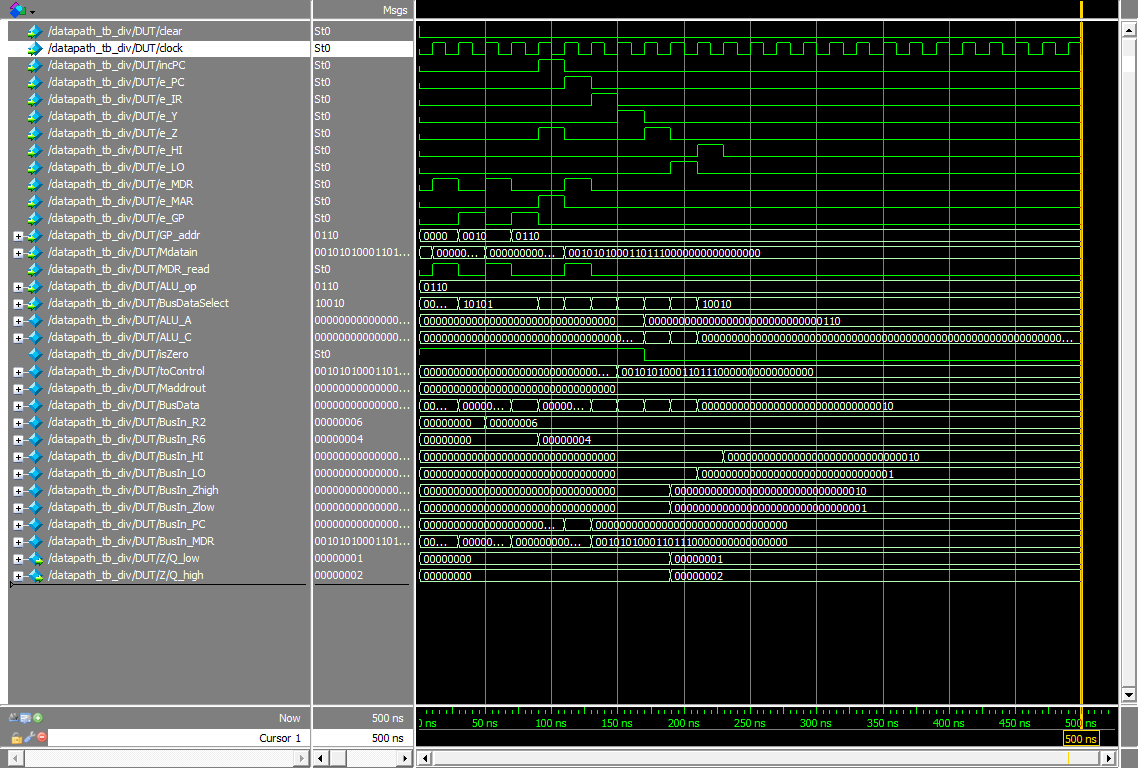 Msgs
/datapath_tb_div/DUT/clear St0
/datapath_tb_div/DUT/clock St0
/datapath_tb_div/DUT/incPC St0
/datapath_tb_div/DUT/e_PC St0
/datapath_tb_div/DUT/e_IR St0
/datapath_tb_div/DUT/e_Y St0
/datapath_tb_div/DUT/e_Z St0
/datapath_tb_div/DUT/e_HI St0
/datapath_tb_div/DUT/e_LO St0
/datapath_tb_div/DUT/e_MDR St0
/datapath_tb_div/DUT/e_MAR St0
/datapath_tb_div/DUT/e_GP St0
/datapath_tb_div/DUT/GP_addr 0110 0000 0010 0110
/datapath_tb_div/DUT/Mdatain 00101010001101... 00000... 000000000... 00101010001101110000000000000000
/datapath_tb_div/DUT/MDR_read St0
/datapath_tb_div/DUT/ALU_op 0110 0110
/datapath_tb_div/DUT/BusDataSelect 10010 00... 10101 10010
/datapath_tb_div/DUT/ALU_A 00000000000000... 00000000000000000000000000000000 00000000000000000000000000000110
/datapath_tb_div/DUT/ALU_C 00000000000000... 00000000000000000000000000000000... 00000000000000000000000000000000000000000000000000000000000...
/datapath_tb_div/DUT/isZero St0
/datapath_tb_div/DUT/toControl 00101010001101... 000000000000000000000000000000... 00101010001101110000000000000000
/datapath_tb_div/DUT/Maddrout 00000000000000... 00000000000000000000000000000000
/datapath_tb_div/DUT/BusData 00000000000000... 00... 00000... 00000... 00000000000000000000000000000010
/datapath_tb_div/DUT/BusIn_R2 00000006 00000000 00000006
/datapath_tb_div/DUT/BusIn_R6 00000004 00000000 00000004
/datapath_tb_div/DUT/BusIn_HI 00000000000000... 00000000000000000000000000000000 00000000000000000000000000000010
/datapath_tb_div/DUT/BusIn_LO 00000000000000... 00000000000000000000000000000000 00000000000000000000000000000001
/datapath_tb_div/DUT/BusIn_Zhigh 00000000000000... 00000000000000000000000000000000 00000000000000000000000000000010
/datapath_tb_div/DUT/BusIn_Zlow 00000000000000... 00000000000000000000000000000000 00000000000000000000000000000001
/datapath_tb_div/DUT/BusIn_PC 00000000000000... 000000000000000000000... 00000000000000000000000000000000
/datapath_tb_div/DUT/BusIn_MDR 00101010001101... 00... 00000... 000000000... 00101010001101110000000000000000
/datapath_tb_div/DUT/Z/Q_low 00000001 00000000 00000001
/datapath_tb_div/DUT/Z/Q_high 00000002 00000000 00000002
Now 500 ns 50 ns 100 ns 150 ns 200 ns 250 ns 300 ns 350 ns 400 ns 450 ns 500 ns
Cursor 1 500 ns 500 ns